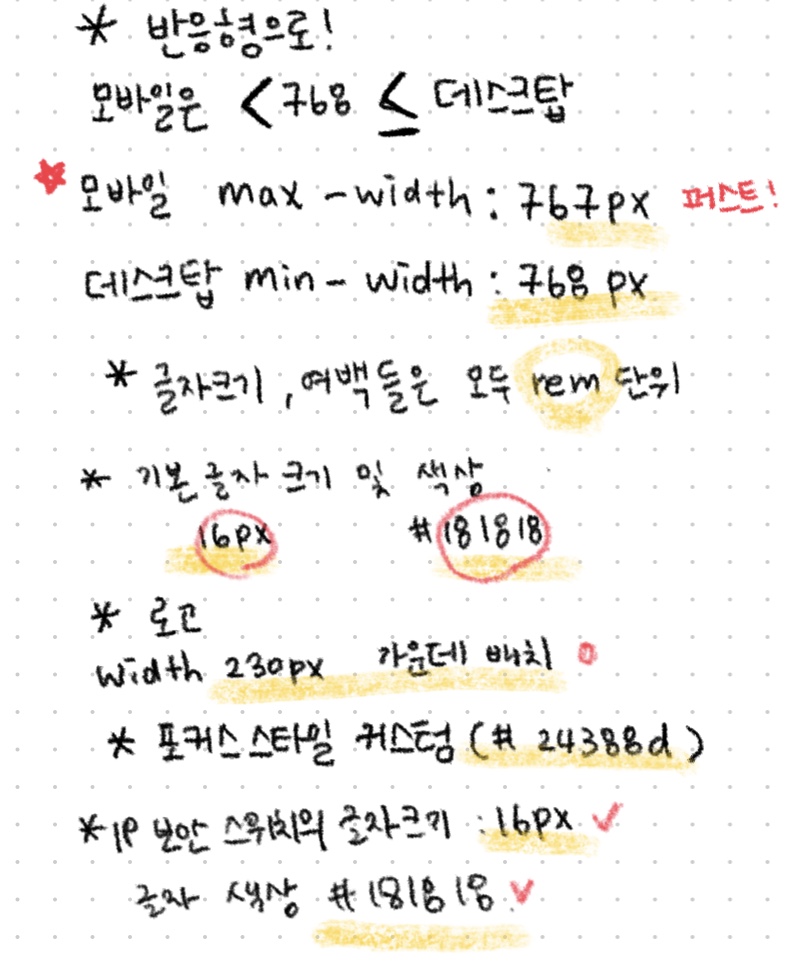 * 반응형으로!
모바일은 < 768 ≤ 데스크탑
모바일 max-width : 767px 퍼스트!
데스크탑 min-width : 768px
* 글자크기, 여백들은 모두 rem 단위
* 기본 글자 크기 및 색상
16px #181818
* 로고
width 230px 가운데 배치
* 포커스 스타일 커스텀 (#24388d)
* IP 보안 스위치의 글자크기 : 16px ✓
글자 색상 #181818 ✓